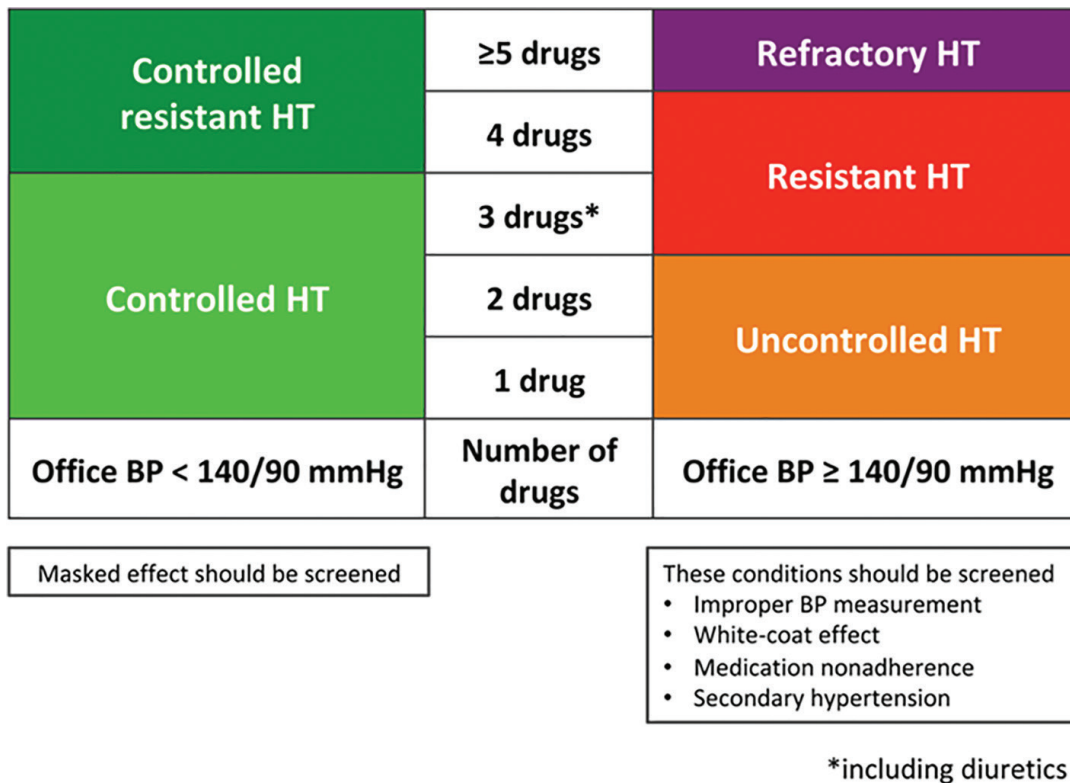 Controlled
resistant HT
≥5 drugs
Refractory HT
4 drugs
Resistant HT
3 drugs*
Controlled HT
2 drugs
Uncontrolled HT
1 drug
Office BP < 140/90 mmHg
Number of
drugs
Office BP ≥ 140/90 mmHg
Masked effect should be screened
These conditions should be screened
• Improper BP measurement
• White-coat effect
• Medication nonadherence
• Secondary hypertension
*including diuretics